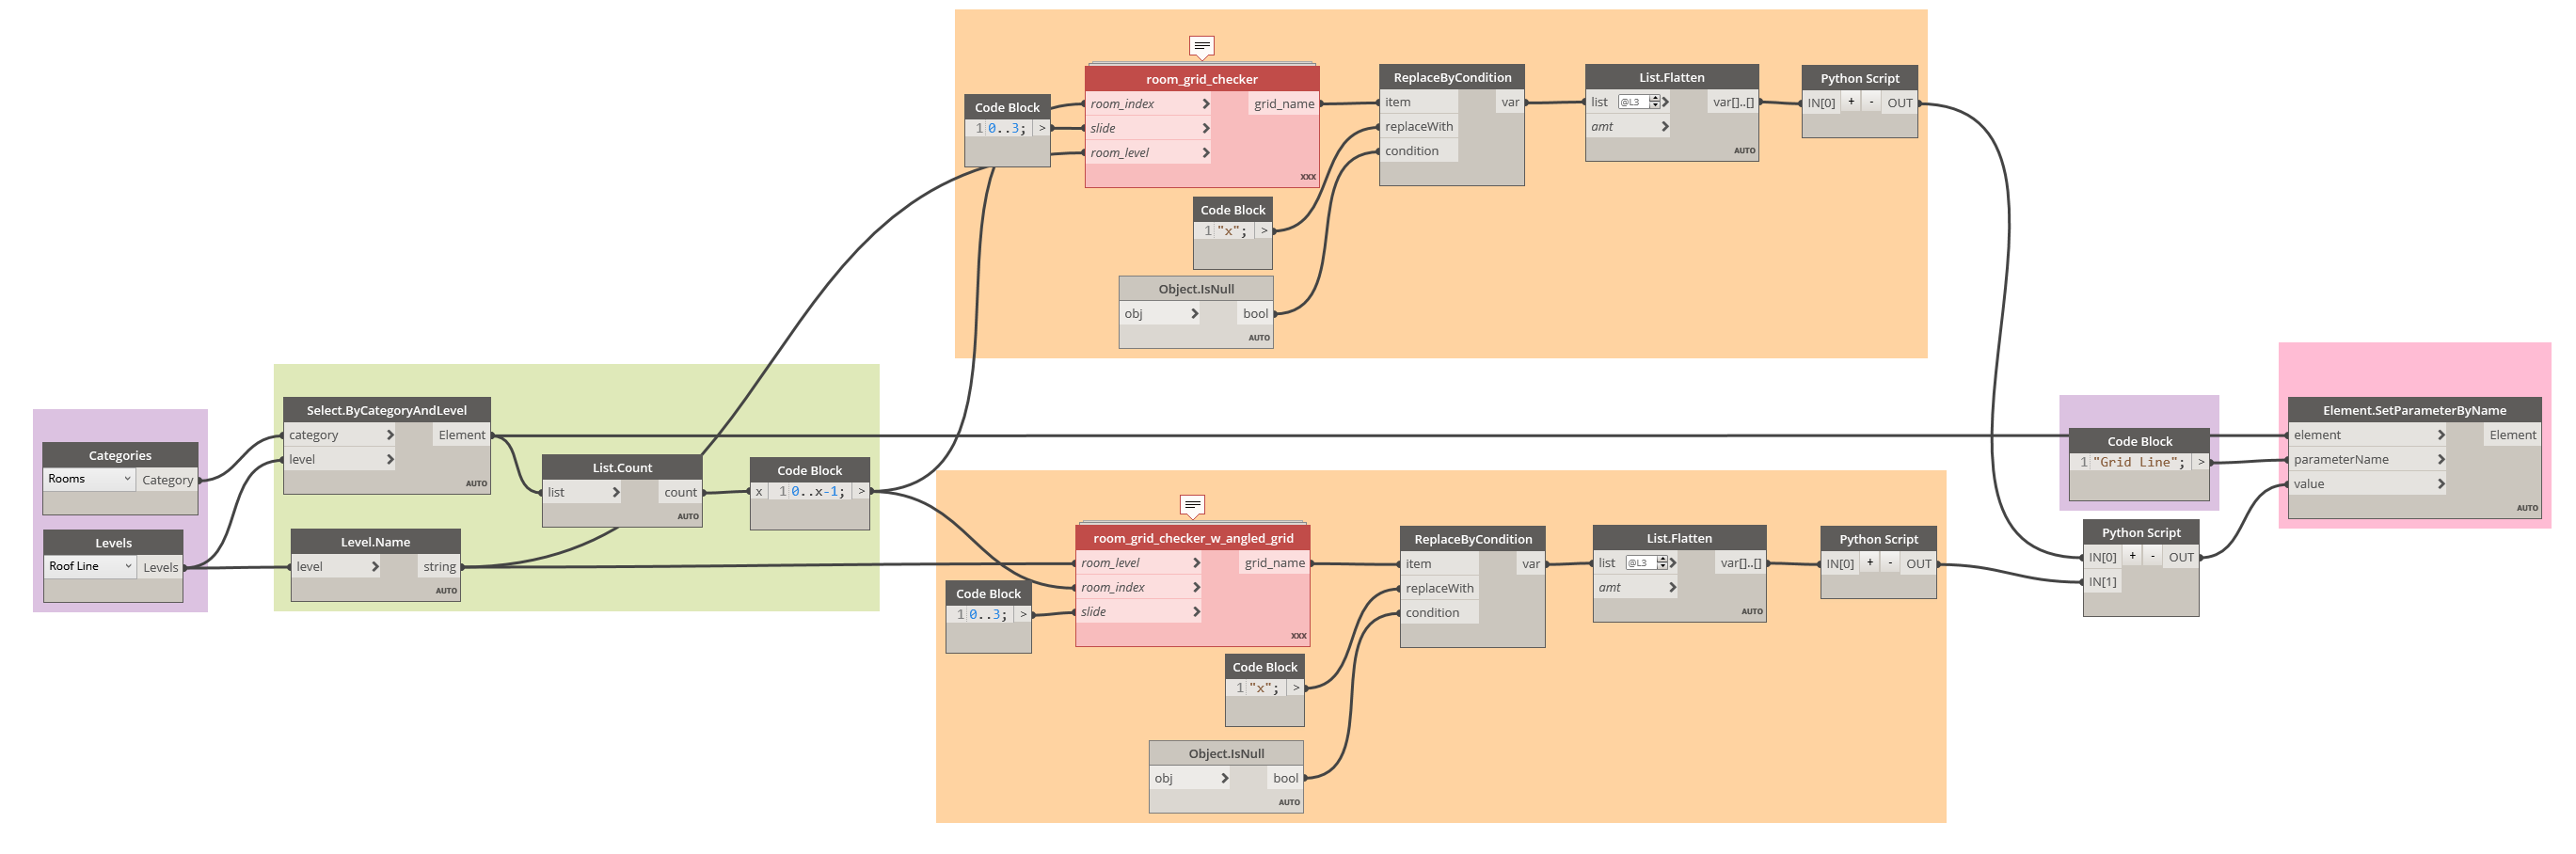 Categories
Rooms
Category
Levels
Roof Line
Levels
Select.ByCategoryAndLevel
category > Element
level >
AUTO
Level.Name
level > string
AUTO
List.Count
list > count
AUTO
Code Block
x 1 0..x-1; >
Code Block
1 0..3; >
room_grid_checker
room_index > grid_name
slide >
room_level >
xxx
Code Block
1 "x"; >
Object.IsNull
obj > bool
AUTO
ReplaceByCondition
item var
replaceWith
condition
List.Flatten
list @L3 > var[]..[]
amt >
AUTO
Python Script
IN[0] + - OUT
Code Block
1 0..3; >
room_grid_checker_w_angled_grid
room_level > grid_name
room_index >
slide >
xxx
Code Block
1 "x"; >
Object.IsNull
obj > bool
AUTO
ReplaceByCondition
item var
replaceWith
condition
List.Flatten
list @L3 > var[]..[]
amt >
AUTO
Python Script
IN[0] + - OUT
Code Block
1 "Grid Line"; >
Python Script
IN[0] + - OUT
IN[1]
Element.SetParameterByName
element > Element
parameterName >
value >
AUTO